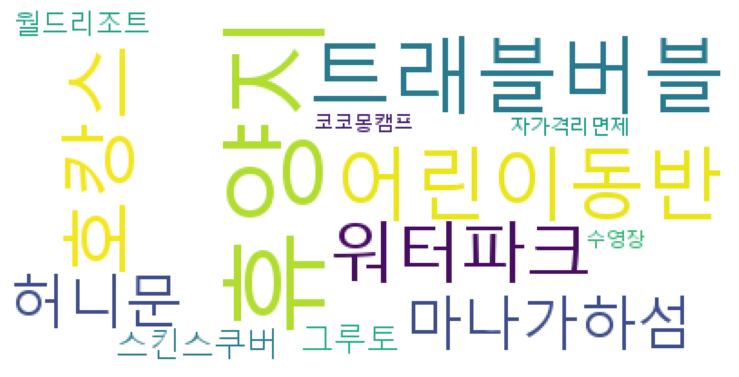 월드리조트
호캉스
휴양지
트래블버블
코코몽캠프
자가격리면제
어린이동반
워터파크
수영장
허니문
마나가하섬
스킨스쿠버
그루토